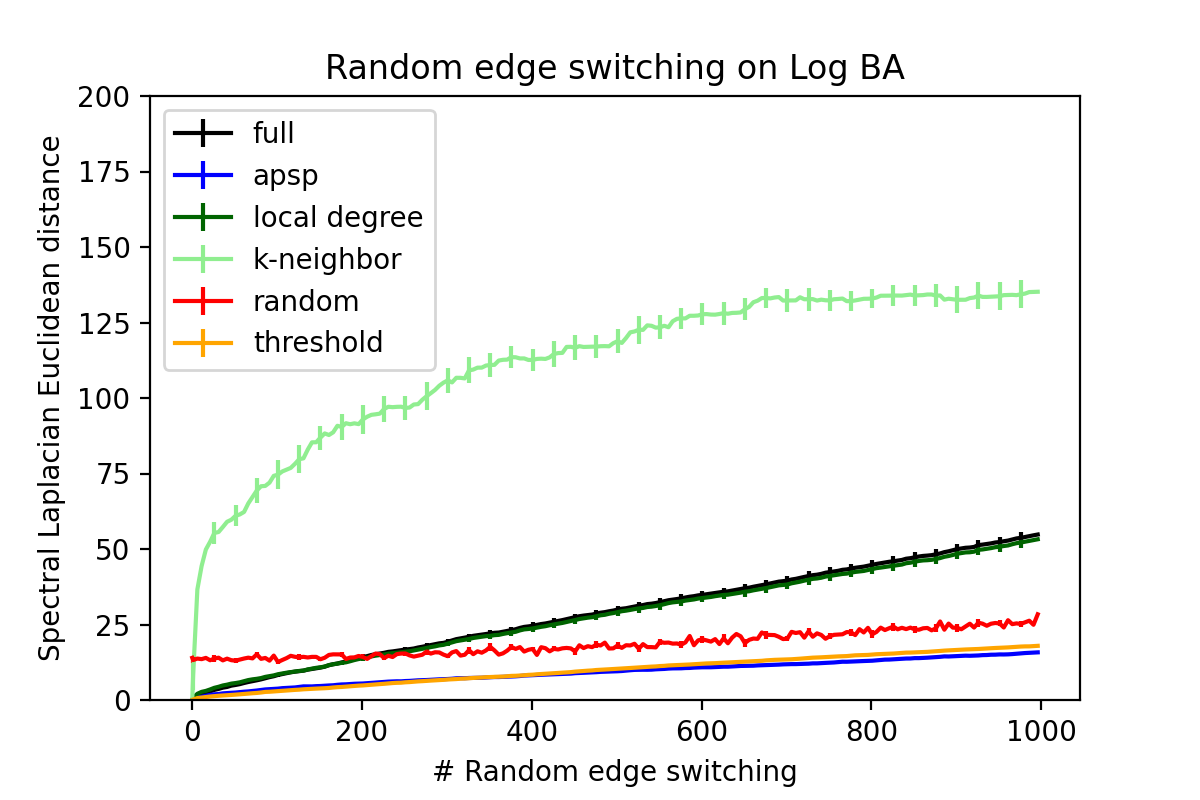 Random edge switching on Log BA
Spectral Laplacian Euclidean distance
200
175
150
125
100
75
50
25
0
full
apsp
local degree
k-neighbor
random
threshold
0
200
400
600
800
1000
# Random edge switching